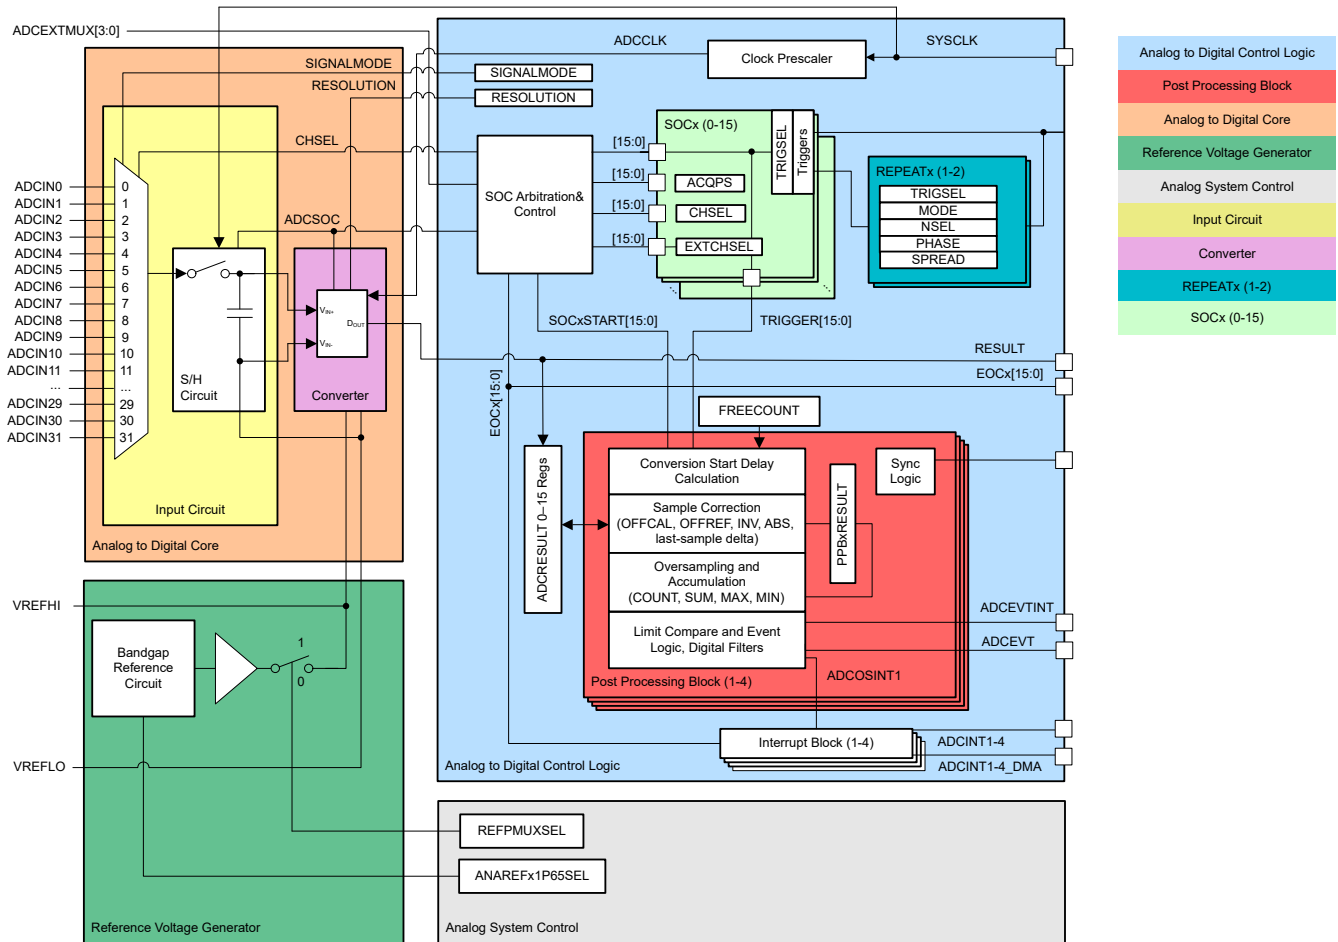 ADCEXTMUX[3:0]
ADCCLK
Clock Prescaler
SYSCLK
SIGNALMODE
SIGNALMODE
RESOLUTION
RESOLUTION
CHSEL
ADCSOC
ADCIN0
ADCIN1
ADCIN2
ADCIN3
ADCIN4
ADCIN5
ADCIN6
ADCIN7
ADCIN8
ADCIN9
ADCIN10
ADCIN11
...
ADCIN29
ADCIN30
ADCIN31
0
1
2
3
4
5
6
7
8
9
10
11
...
29
30
31
S/H
Circuit
VIN+
DOUT
VIN-
Converter
Input Circuit
Analog to Digital Core
SOC Arbitration&
Control
[15:0]
[15:0]
[15:0]
[15:0]
SOCx (0-15)
TRIGSEL
Triggers
ACQPS
CHSEL
EXTCHSEL
REPEATx (1-2)
TRIGSEL
MODE
NSEL
PHASE
SPREAD
SOCxSTART[15:0]
TRIGGER[15:0]
RESULT
EOCx[15:0]
EOCx[15:0]
FREECOUNT
ADCRESULT 0–15 Regs
Conversion Start Delay
Calculation
Sample Correction
(OFFCAL, OFFREF, INV, ABS,
last-sample delta)
Oversampling and
Accumulation
(COUNT, SUM, MAX, MIN)
Limit Compare and Event
Logic, Digital Filters
PPBxRESULT
Sync
Logic
Post Processing Block (1-4)
ADCEVTINT
ADCEVT
ADCOSINT1
Interrupt Block (1-4)
ADCINT1-4
ADCINT1-4_DMA
Analog to Digital Control Logic
VREFHI
Bandgap
Reference
Circuit
1
0
VREFLO
Reference Voltage Generator
REFPMUXSEL
ANAREFx1P65SEL
Analog System Control
Analog to Digital Control Logic
Post Processing Block
Analog to Digital Core
Reference Voltage Generator
Analog System Control
Input Circuit
Converter
REPEATx (1-2)
SOCx (0-15)